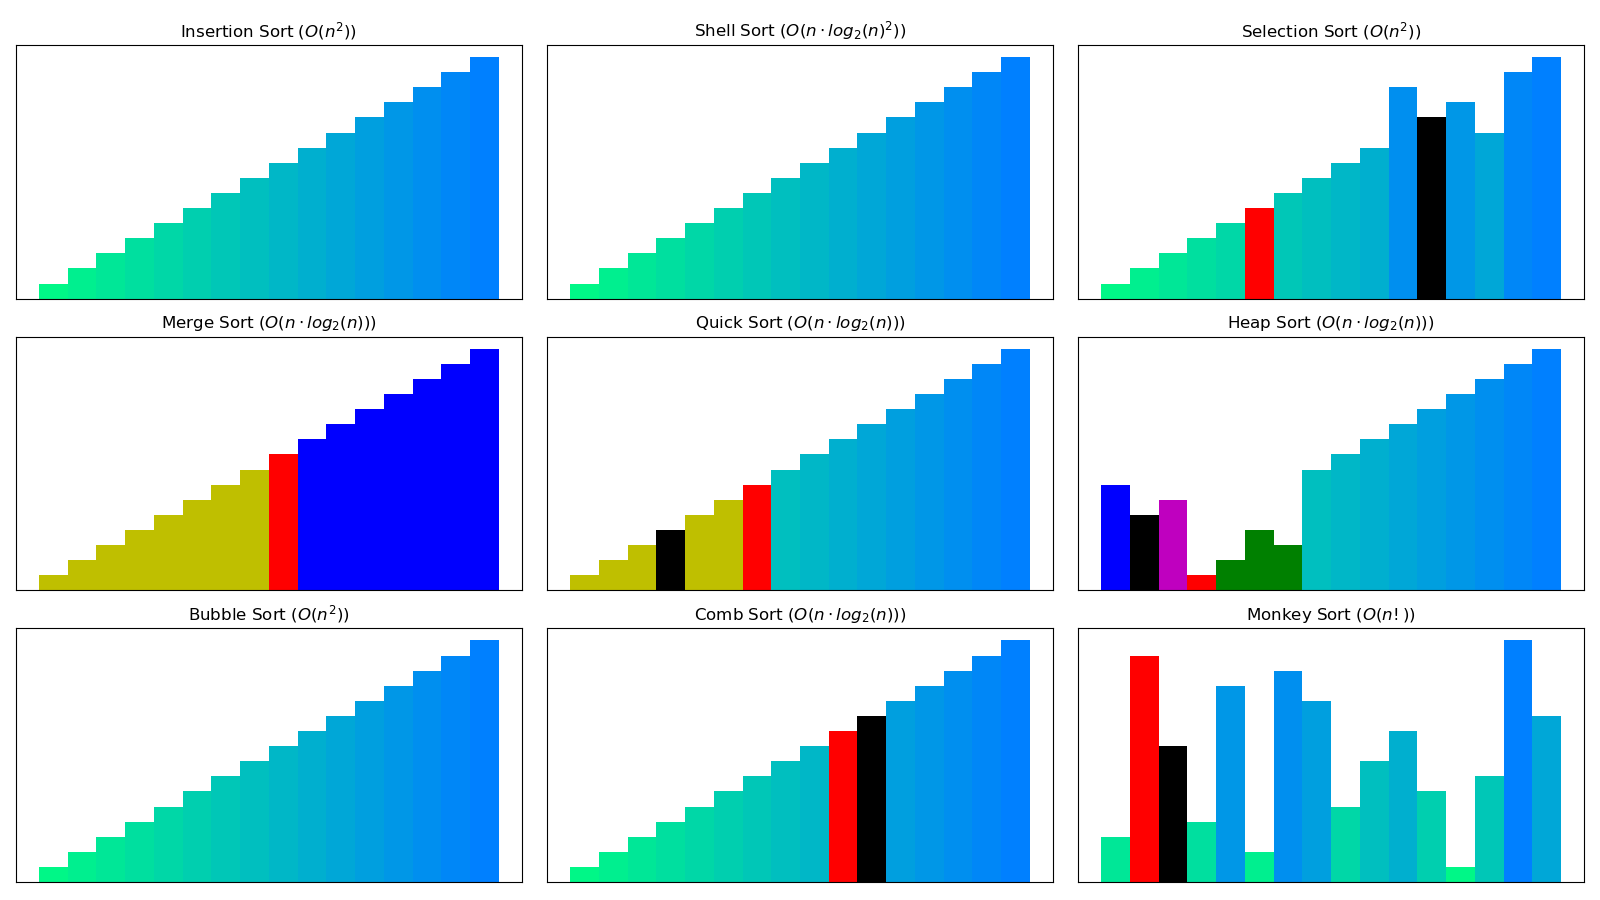 Insertion Sort (O(n²))
Shell Sort (O(n · log₂(n)²))
Selection Sort (O(n²))
Merge Sort (O(n · log₂(n)))
Quick Sort (O(n · log₂(n)))
Heap Sort (O(n · log₂(n)))
Bubble Sort (O(n²))
Comb Sort (O(n · log₂(n)))
Monkey Sort (O(n!))